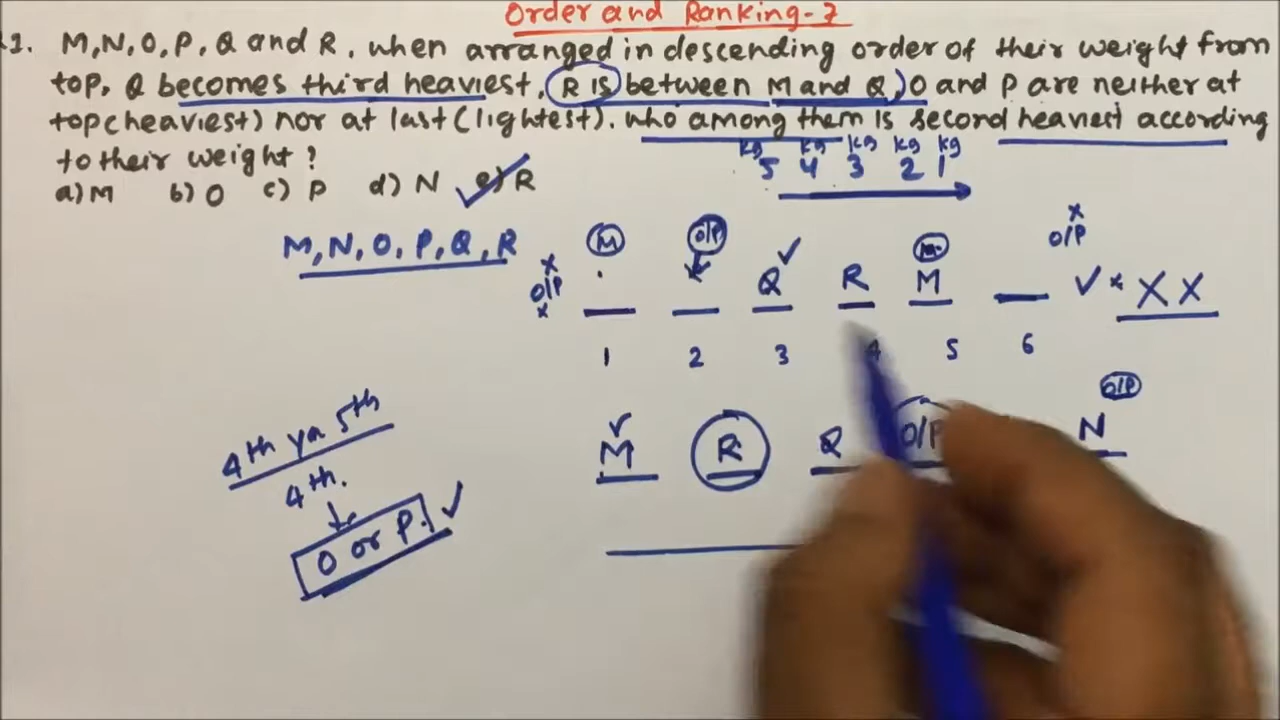 Order and Ranking-7
1. M,N,O,P,Q and R, when arranged in descending order of their weight from
top, Q becomes third heaviest, R is between M and Q, O and P are neither at
top(heaviest) nor at last(lightest). who among them is second heaviest according
to their weight?
a) M b) O c) P d) N e) R
kg kg kg kg kg
5 4 3 2 1
M, N, O, P, Q, R
M O/P M O/P
O/P Q R M XX
1 2 3 4 5 6
O/P
M R Q O/P N
4th ya 5th
4th.
O or P.